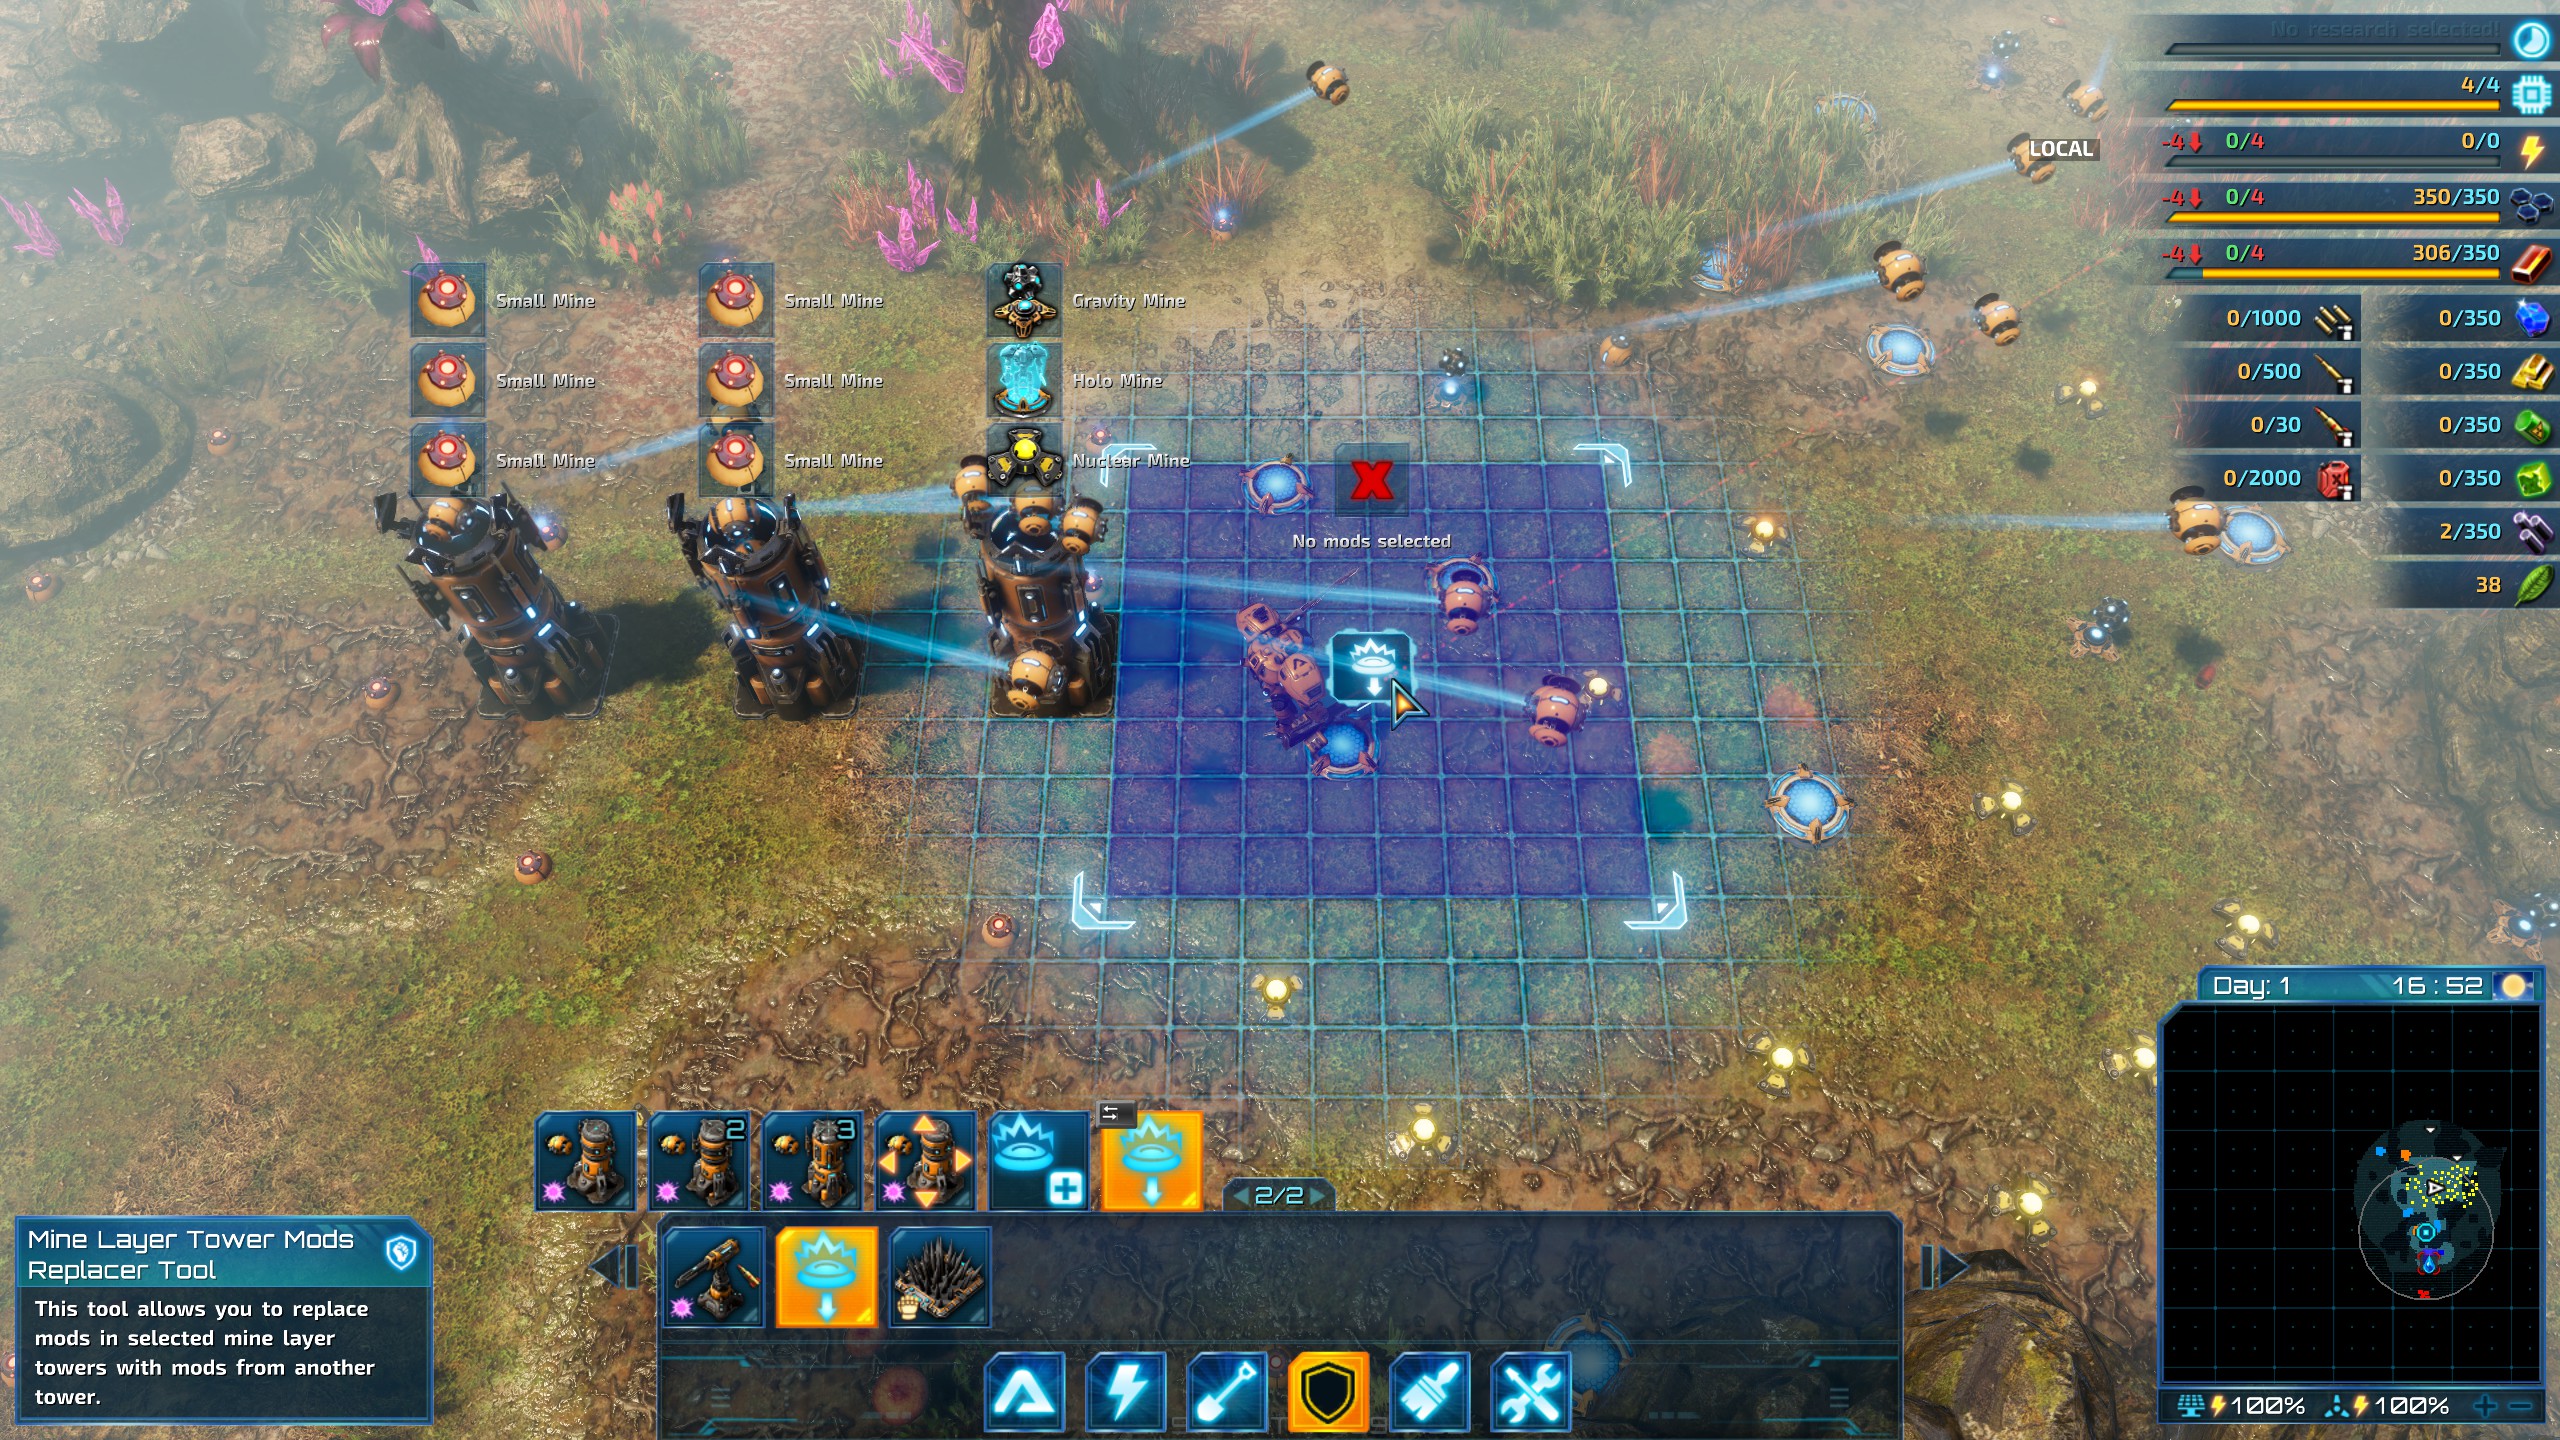 No research selected!
4/4
-4 0/4 0/0
LOCAL
-4 0/4 350/350
-4 0/4 306/350
Small Mine Small Mine Gravity Mine
0/1000 0/350
Small Mine Small Mine Holo Mine
0/500 0/350
Small Mine Small Mine Nuclear Mine
0/30 0/350
0/2000 0/350
X
No mods selected
2/350
38
Day: 1 16:52
2 3
2/2
Mine Layer Tower Mods
Replacer Tool
This tool allows you to replace
mods in selected mine layer
towers with mods from another
tower.
100% 100%